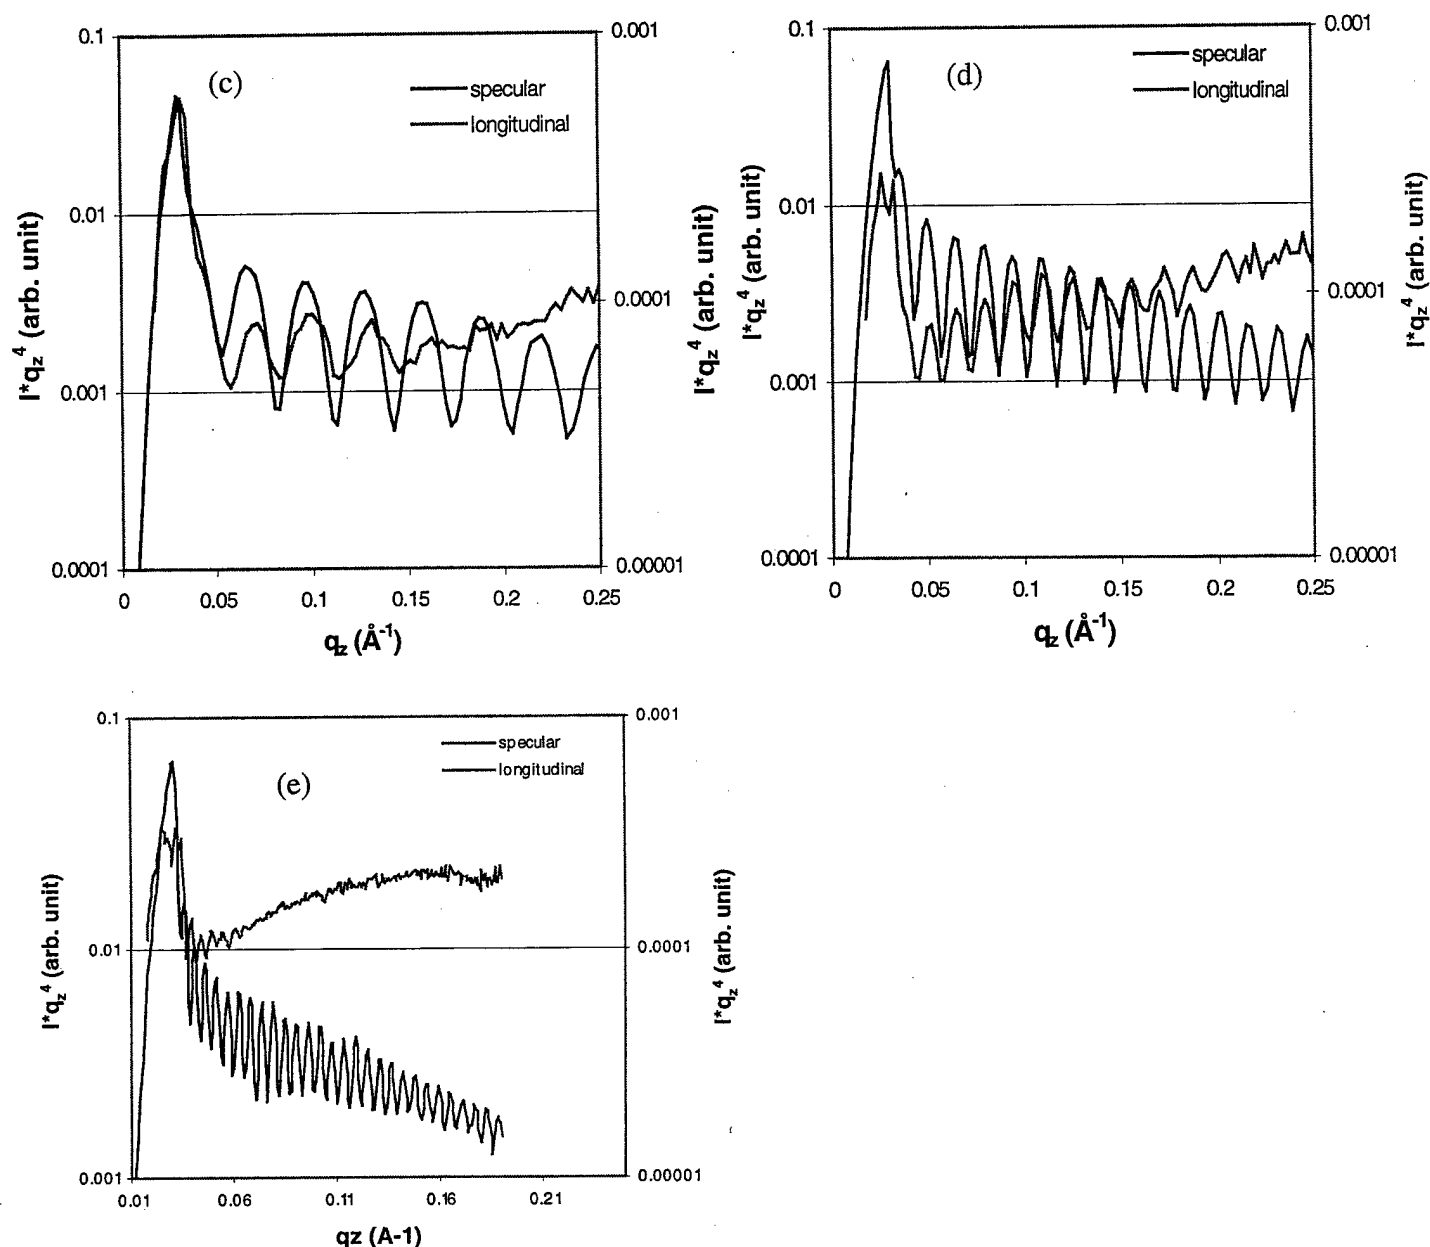 (c)
specular
longitudinal
0.1
0.01
0.001
0.0001
0.001
0.0001
0.00001
I*qz4 (arb. unit)
I*qz4 (arb. unit)
0
0.05
0.1
0.15
0.2
0.25
qz (Å-1)
(d)
specular
longitudinal
0.1
0.01
0.001
0.0001
0.001
0.0001
0.00001
I*qz4 (arb. unit)
I*qz4 (arb. unit)
0
0.05
0.1
0.15
0.2
0.25
qz (Å-1)
(e)
specular
longitudinal
0.1
0.01
0.001
0.001
0.0001
0.00001
I*qz4 (arb. unit)
I*qz4 (arb. unit)
0.01
0.06
0.11
0.16
0.21
qz (A-1)